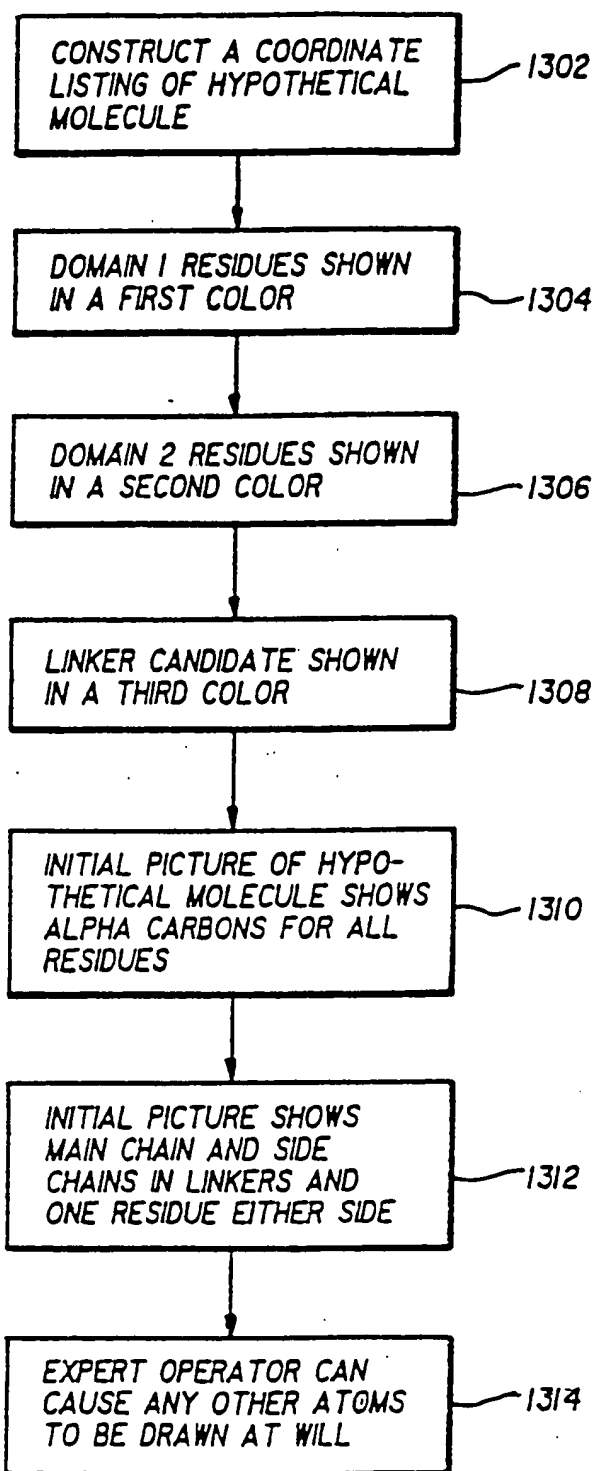 CONSTRUCT A COORDINATE
LISTING OF HYPOTHETICAL
MOLECULE
1302
DOMAIN 1 RESIDUES SHOWN
IN A FIRST COLOR
1304
DOMAIN 2 RESIDUES SHOWN
IN A SECOND COLOR
1306
LINKER CANDIDATE SHOWN
IN A THIRD COLOR
1308
INITIAL PICTURE OF HYPO-
THETICAL MOLECULE SHOWS
ALPHA CARBONS FOR ALL
RESIDUES
1310
INITIAL PICTURE SHOWS
MAIN CHAIN AND SIDE
CHAINS IN LINKERS AND
ONE RESIDUE EITHER SIDE
1312
EXPERT OPERATOR CAN
CAUSE ANY OTHER ATOMS
TO BE DRAWN AT WILL
1314